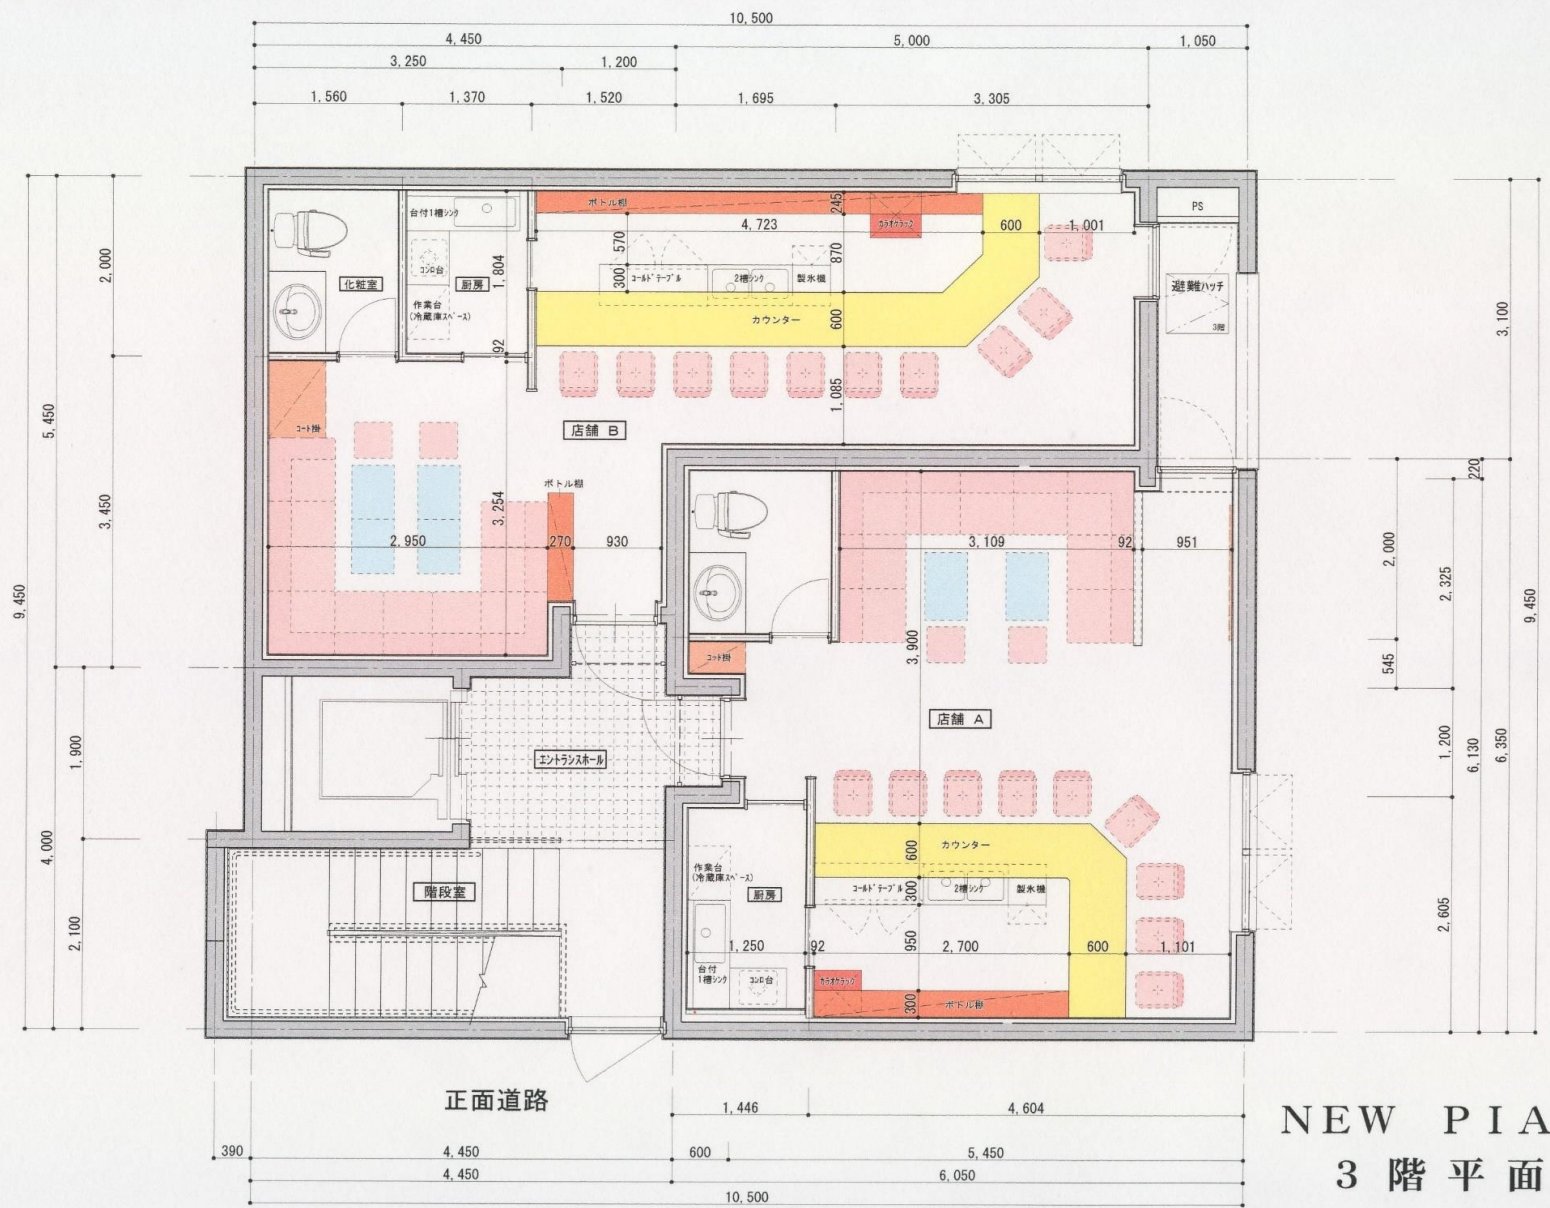 10,500
4,450
5,000
1,050
3,250
1,200
1,560
1,370
1,520
1,695
3,305
9,450
5,450
2,000
3,450
4,000
1,900
2,100
台付1槽シンク
コンロ台
厨房
1,804
作業台
(冷蔵庫スペース)
92
化粧室
ボトル棚
245
カラオケラック
4,723
600
1,001
570
870
300
コールドテーブル
2槽シンク
製氷機
カウンター
600
1,085
PS
避難ハッチ
3階
コート掛
店舗 B
ボトル棚
3,254
2,950
270
930
3,109
92
951
3,900
コート掛
店舗 A
エントランスホール
階段室
カウンター
600
作業台
(冷蔵庫スペース)
厨房
300
コールドテーブル
2槽シンク
製氷機
1,250
92
950
2,700
600
1,101
台付
1槽シンク
コンロ台
カラオケラック
300
ボトル棚
3,100
220
2,000
2,325
545
1,200
6,130
6,350
9,450
2,605
正面道路
1,446
4,604
390
4,450
600
5,450
4,450
6,050
10,500
NEW PIA
3階平面